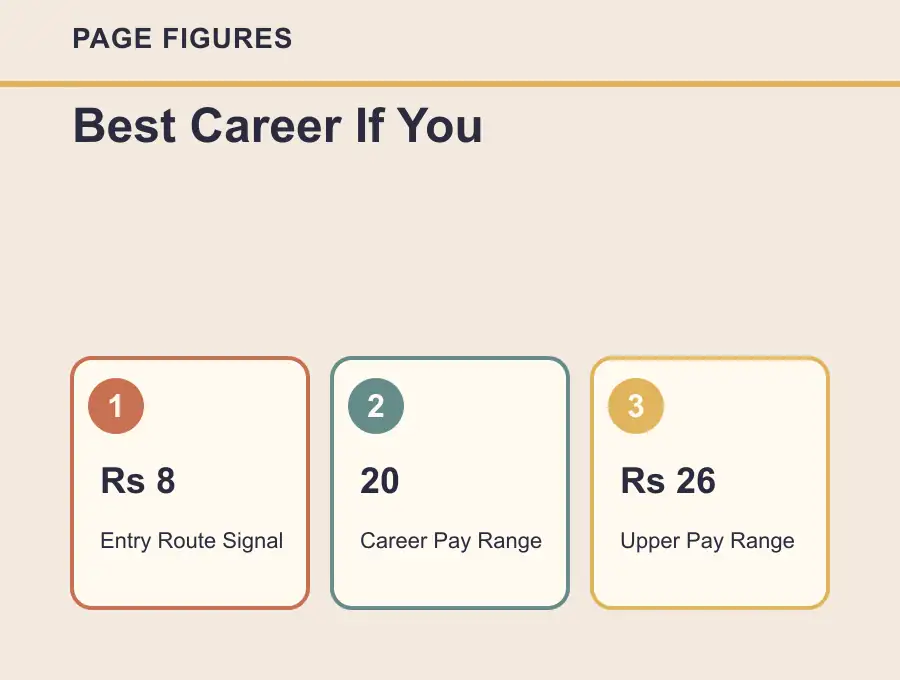 PAGE FIGURES
Best Career If You
1
Rs 8
Entry Route Signal
2
20
Career Pay Range
3
Rs 26
Upper Pay Range